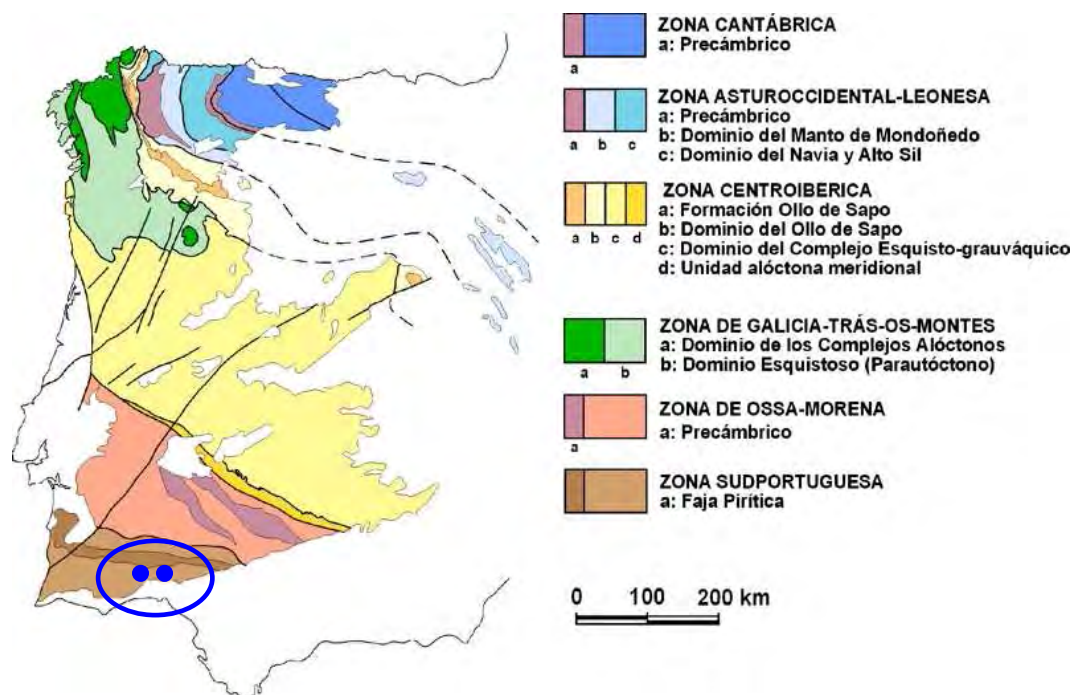 ZONA CANTÁBRICA
a: Precámbrico
a
ZONA ASTUROCCIDENTAL-LEONESA
a: Precámbrico
b: Dominio del Manto de Mondoñedo
c: Dominio del Navia y Alto Sil
a b c
ZONA CENTROIBERICA
a: Formación Ollo de Sapo
b: Dominio del Ollo de Sapo
c: Dominio del Complejo Esquisto-grauváquico
d: Unidad alóctona meridional
a b c d
ZONA DE GALICIA-TRÁS-OS-MONTES
a: Dominio de los Complejos Alóctonos
b: Dominio Esquistoso (Parautóctono)
a b
ZONA DE OSSA-MORENA
a: Precámbrico
a
ZONA SUDPORTUGUESA
a: Faja Pirítica
0 100 200 km